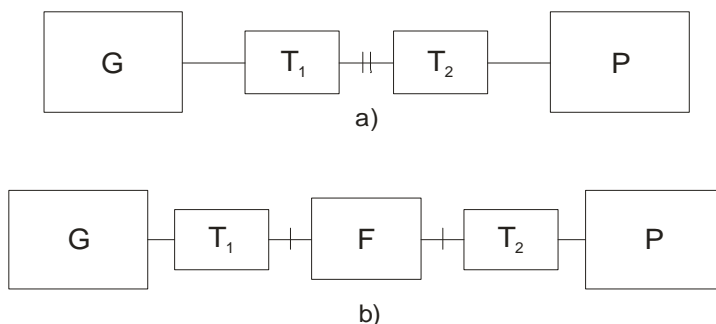 G T₁ T₂ P
a)
G T₁ F T₂ P
b)